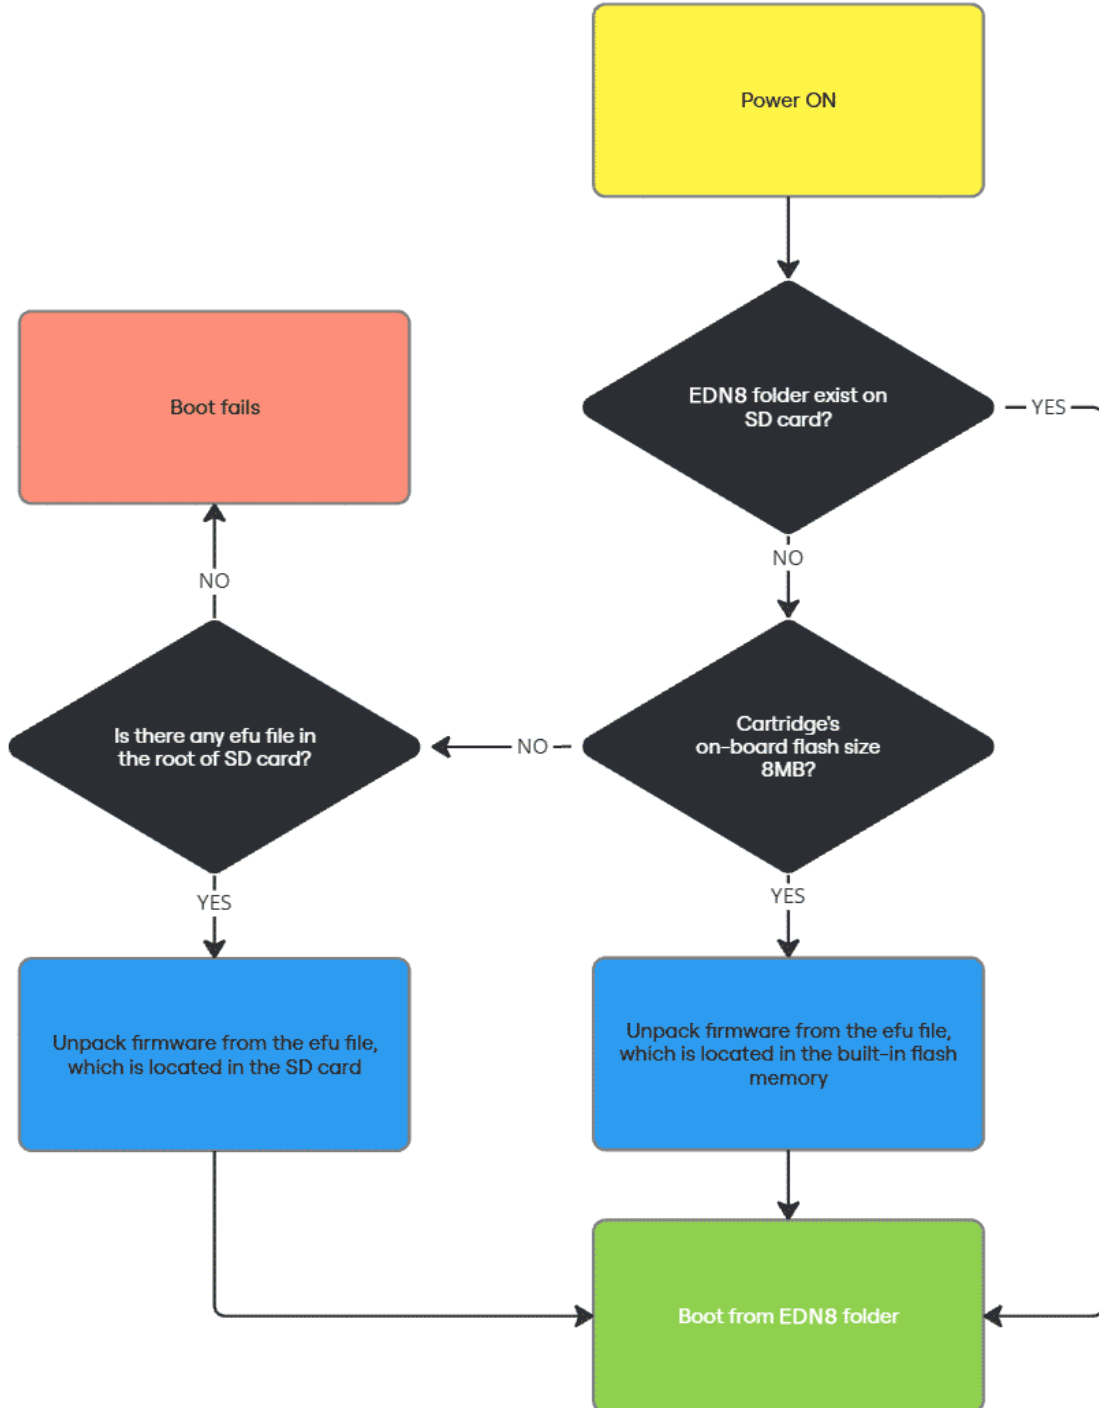 Power ON
EDN8 folder exist on
SD card?
YES
Boot fails
NO
NO
Is there any efu file in
the root of SD card?
NO
Cartridge's
on-board flash size
8MB?
YES
YES
Unpack firmware from the efu file,
which is located in the SD card
Unpack firmware from the efu file,
which is located in the built-in flash
memory
Boot from EDN8 folder